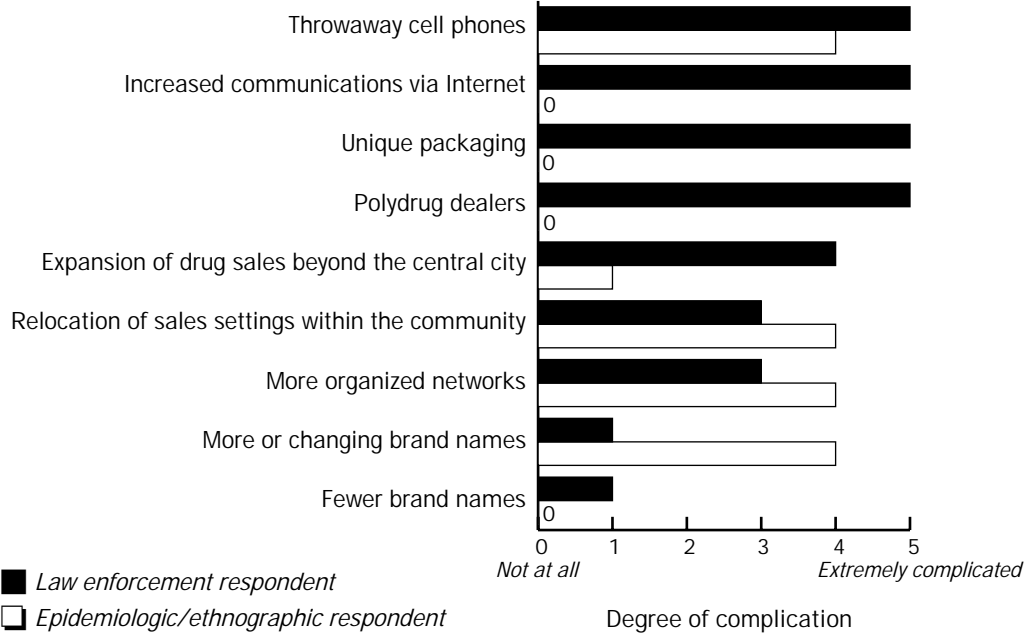 Throwaway cell phones
Increased communications via Internet
0
Unique packaging
0
Polydrug dealers
0
Expansion of drug sales beyond the central city
Relocation of sales settings within the community
More organized networks
More or changing brand names
Fewer brand names
0
0 1 2 3 4 5
Not at all Extremely complicated
Law enforcement respondent
Epidemiologic/ethnographic respondent
Degree of complication